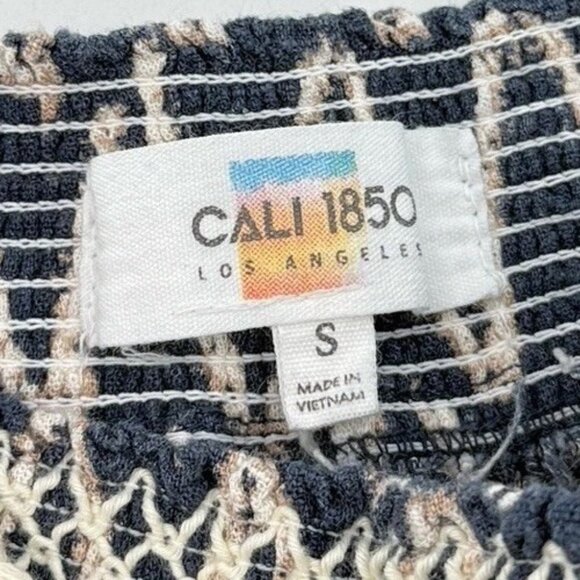 CALI 1850
LOS ANGELES
S
MADE IN
VIETNAM